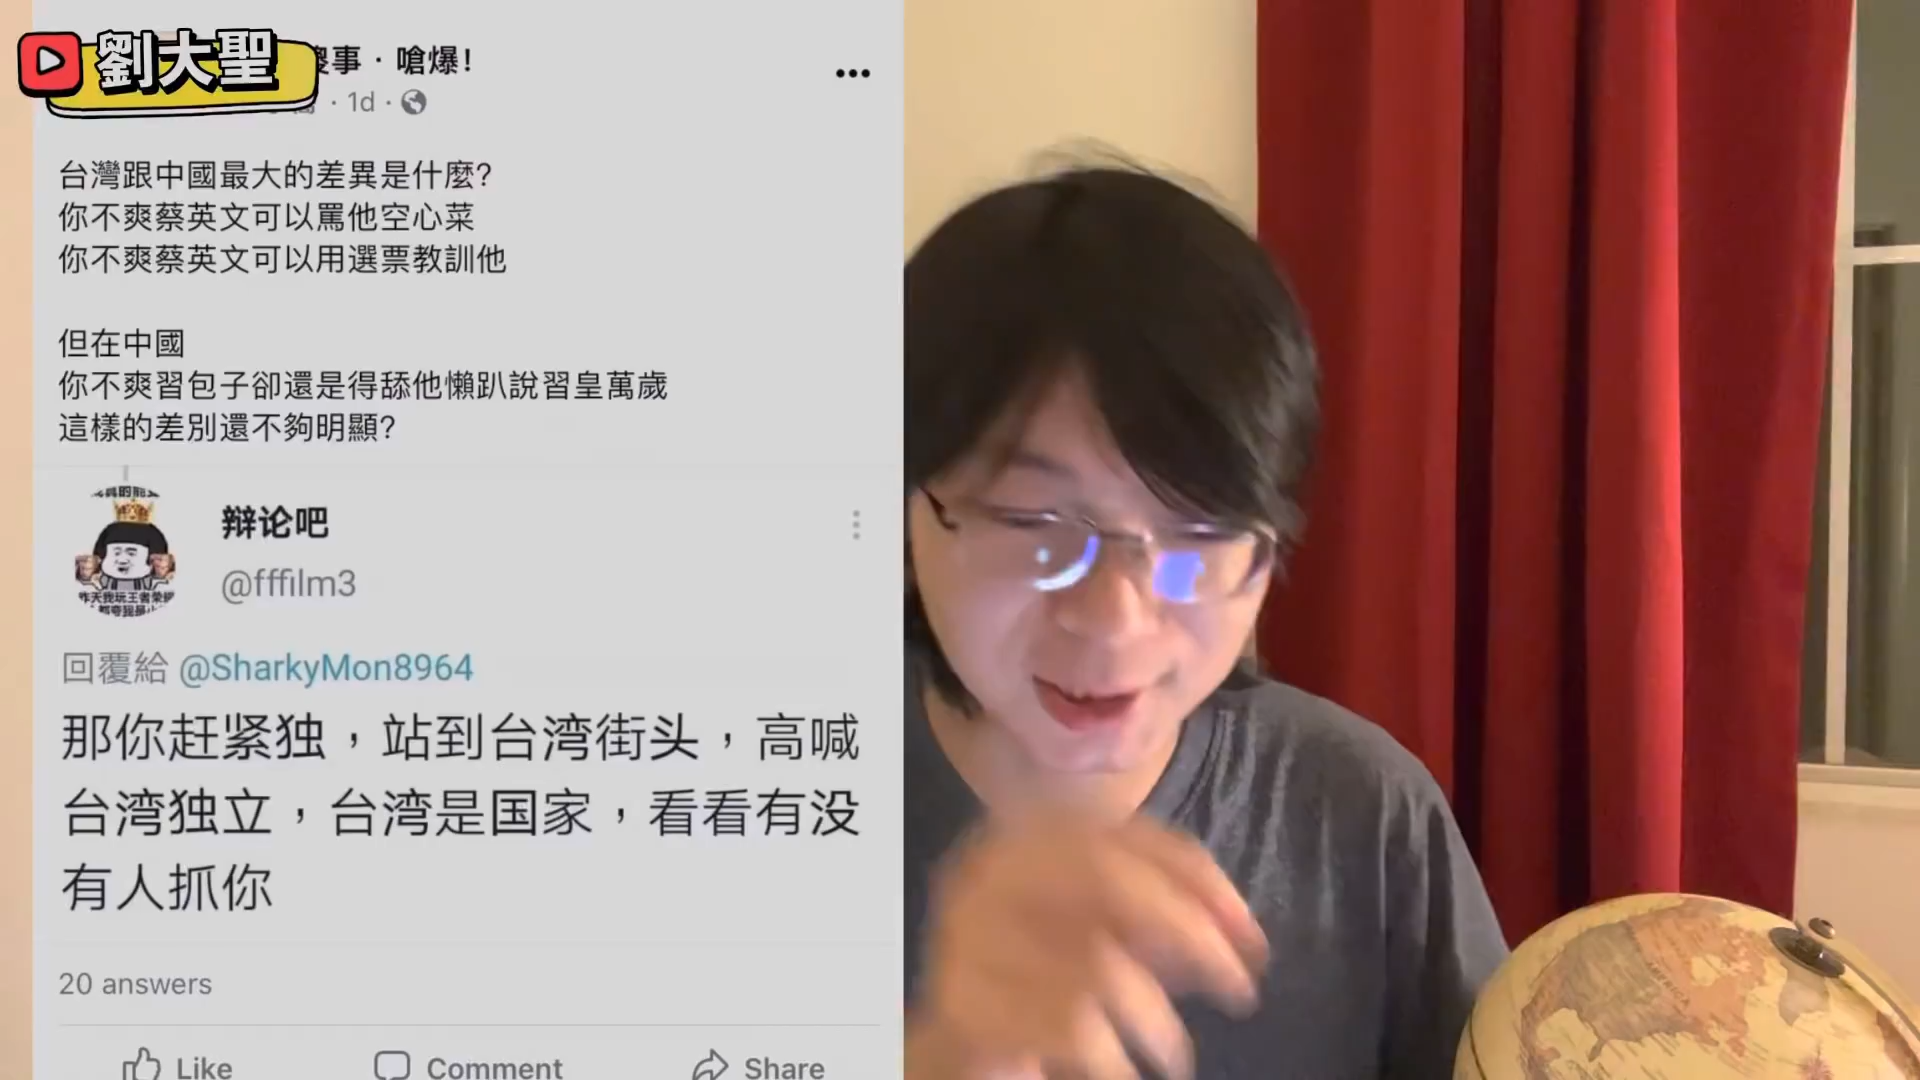 劉大聖
事 · 嗆爆!
· 1d ·
台灣跟中國最大的差異是什麼?
你不爽蔡英文可以罵他空心菜
你不爽蔡英文可以用選票教訓他
但在中國
你不爽習包子卻還是得舔他懶趴說習皇萬歲
這樣的差別還不夠明顯?
辩论吧
@fffilm3
回覆給 @SharkyMon8964
那你赶紧独，站到台湾街头，高喊
台湾独立，台湾是国家，看看有没
有人抓你
20 answers
Like
Comment
Share